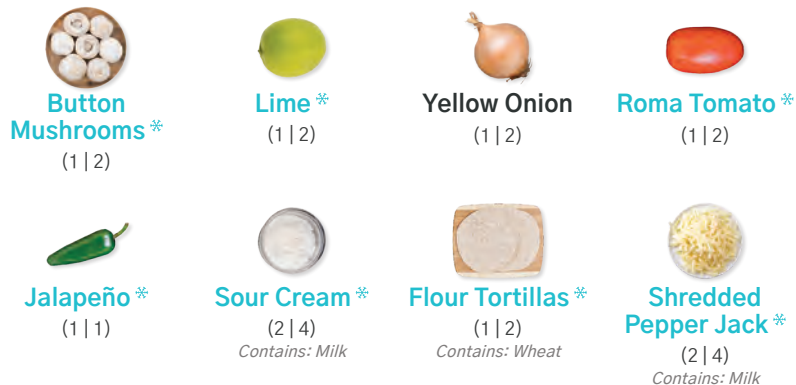 Button
Mushrooms *
(1 | 2)
Lime *
(1 | 2)
Yellow Onion
(1 | 2)
Roma Tomato *
(1 | 2)
Jalapeño *
(1 | 1)
Sour Cream *
(2 | 4)
Contains: Milk
Flour Tortillas *
(1 | 2)
Contains: Wheat
Shredded
Pepper Jack *
(2 | 4)
Contains: Milk